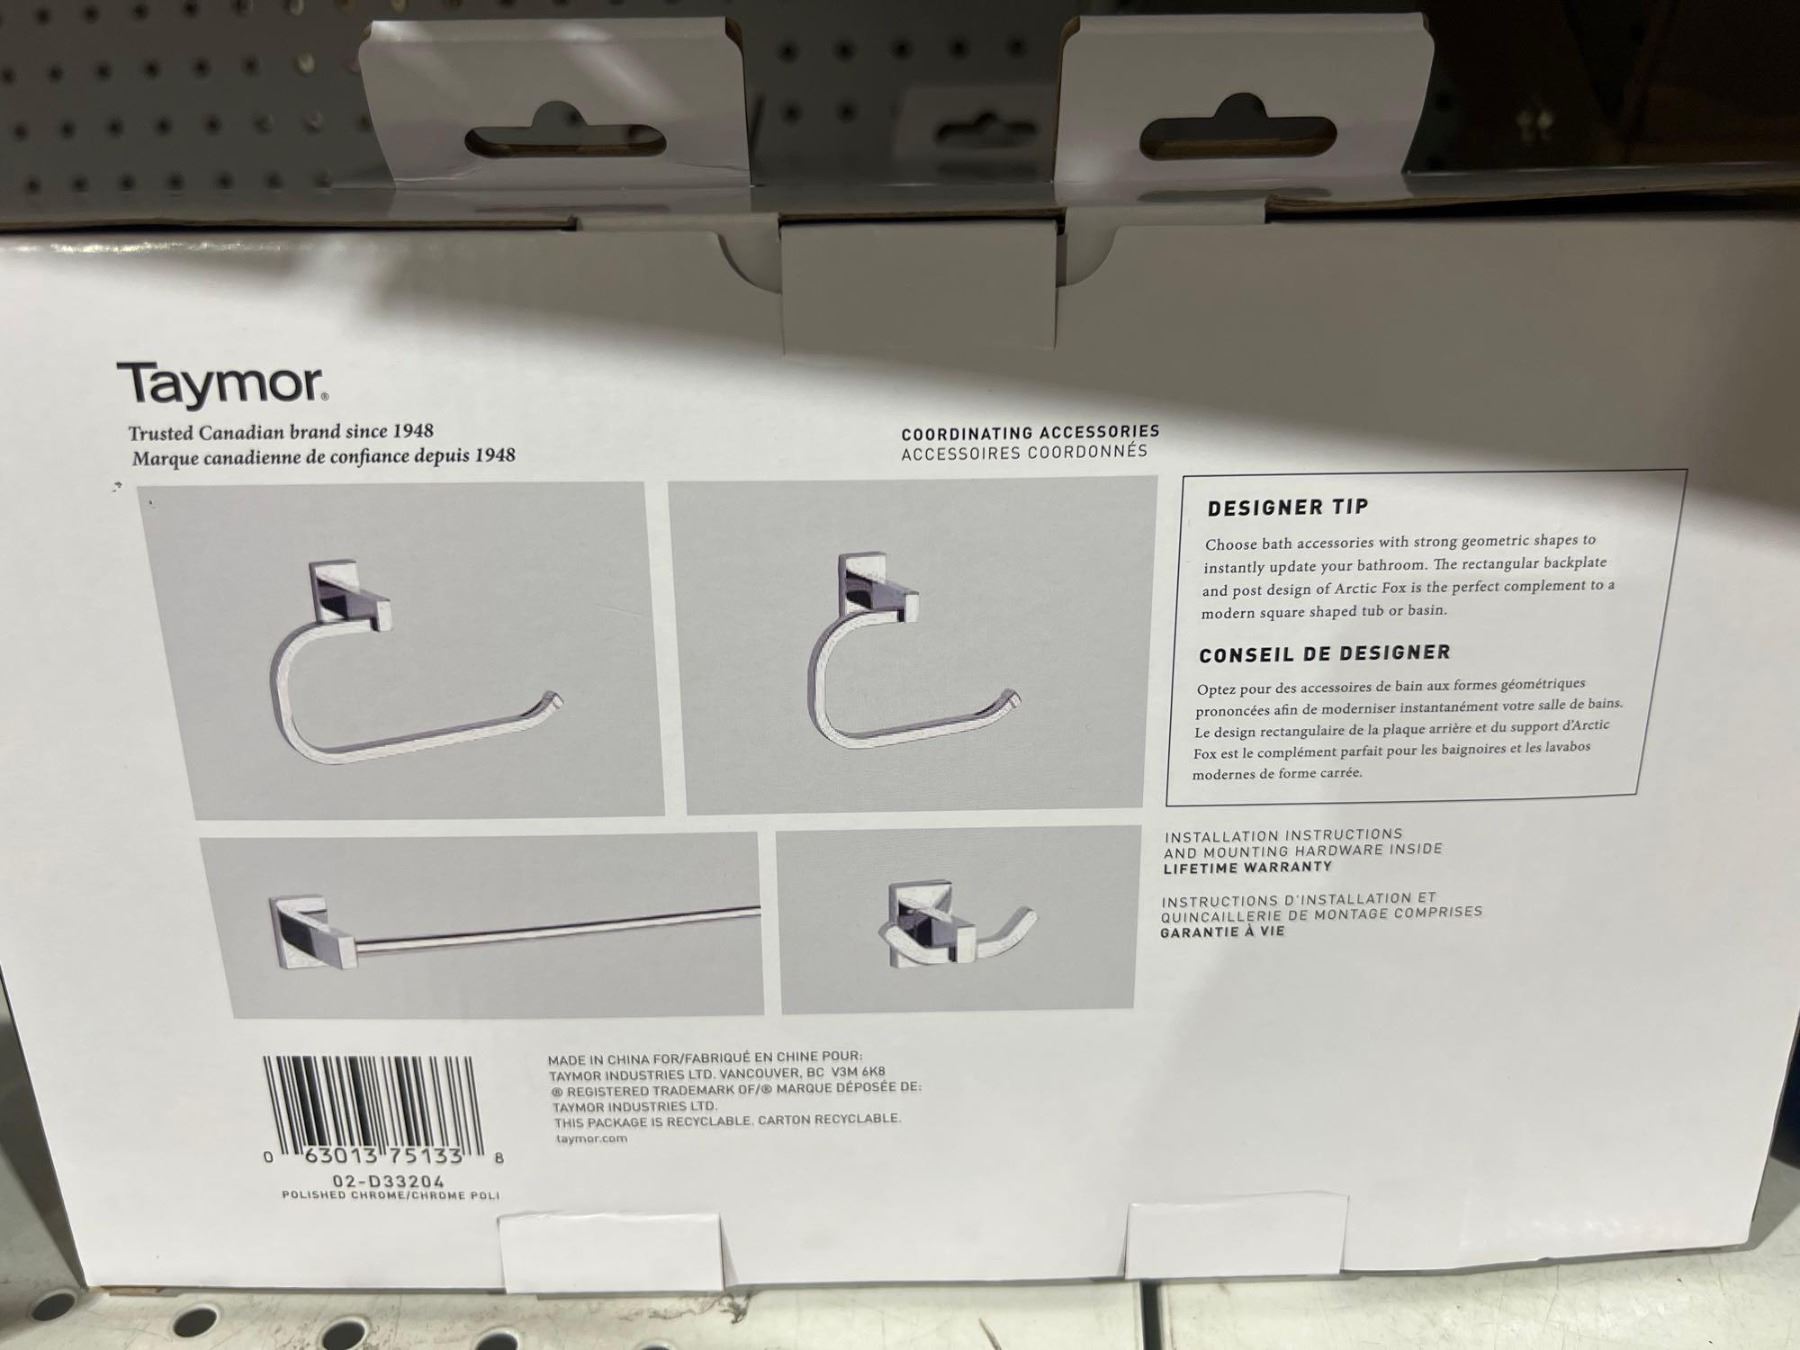 Taymor®
Trusted Canadian brand since 1948
Marque canadienne de confiance depuis 1948
COORDINATING ACCESSORIES
ACCESSOIRES COORDONNÉS
DESIGNER TIP
Choose bath accessories with strong geometric shapes to
instantly update your bathroom. The rectangular backplate
and post design of Arctic Fox is the perfect complement to a
modern square shaped tub or basin.
CONSEIL DE DESIGNER
Optez pour des accessoires de bain aux formes géométriques
prononcées afin de moderniser instantanément votre salle de bains.
Le design rectangulaire de la plaque arrière et du support d'Arctic
Fox est le complément parfait pour les baignoires et les lavabos
modernes de forme carrée.
INSTALLATION INSTRUCTIONS
AND MOUNTING HARDWARE INSIDE
LIFETIME WARRANTY
INSTRUCTIONS D'INSTALLATION ET
QUINCAILLERIE DE MONTAGE COMPRISES
GARANTIE À VIE
0 63013 75133 8
02-D33204
POLISHED CHROME/CHROME POLI
MADE IN CHINA FOR/FABRIQUÉ EN CHINE POUR:
TAYMOR INDUSTRIES LTD. VANCOUVER, BC V3M 6K8
® REGISTERED TRADEMARK OF/® MARQUE DÉPOSÉE DE:
TAYMOR INDUSTRIES LTD.
THIS PACKAGE IS RECYCLABLE. CARTON RECYCLABLE.
taymor.com